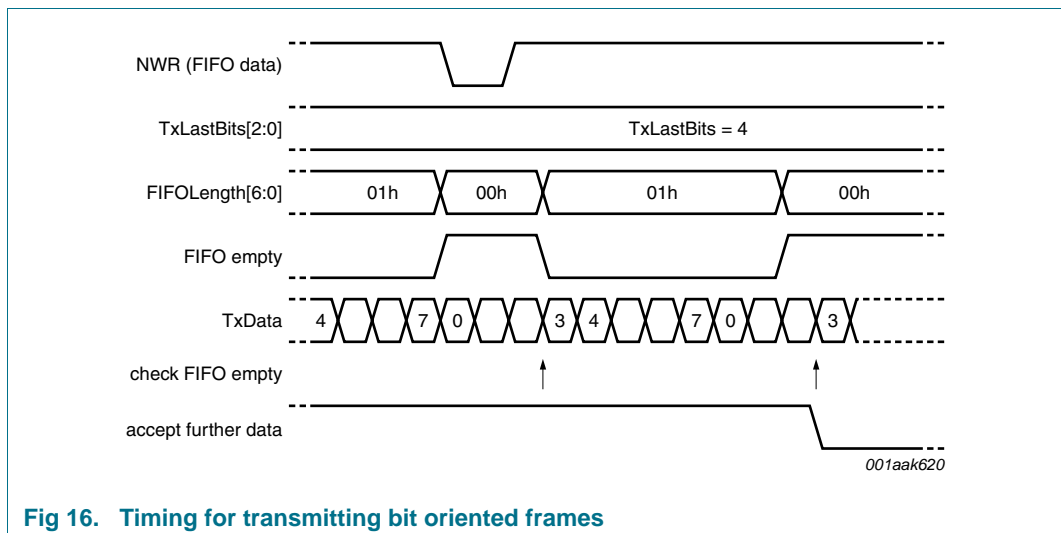 NWR (FIFO data)
TxLastBits[2:0] TxLastBits = 4
FIFOLength[6:0] 01h 00h 01h 00h
FIFO empty
TxData 4 7 0 3 4 7 0 3
check FIFO empty
accept further data
001aak620
Fig 16. Timing for transmitting bit oriented frames